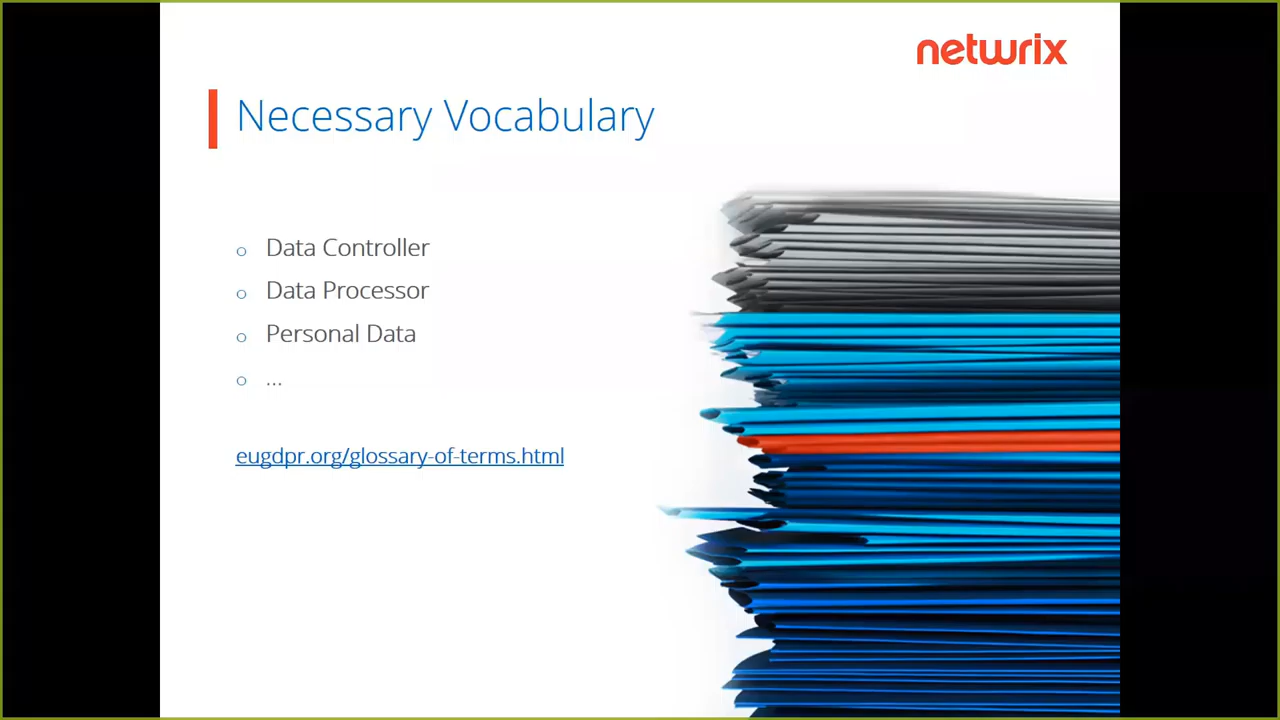 netwrix
Necessary Vocabulary
Data Controller
Data Processor
Personal Data
...
eugdpr.org/glossary-of-terms.html